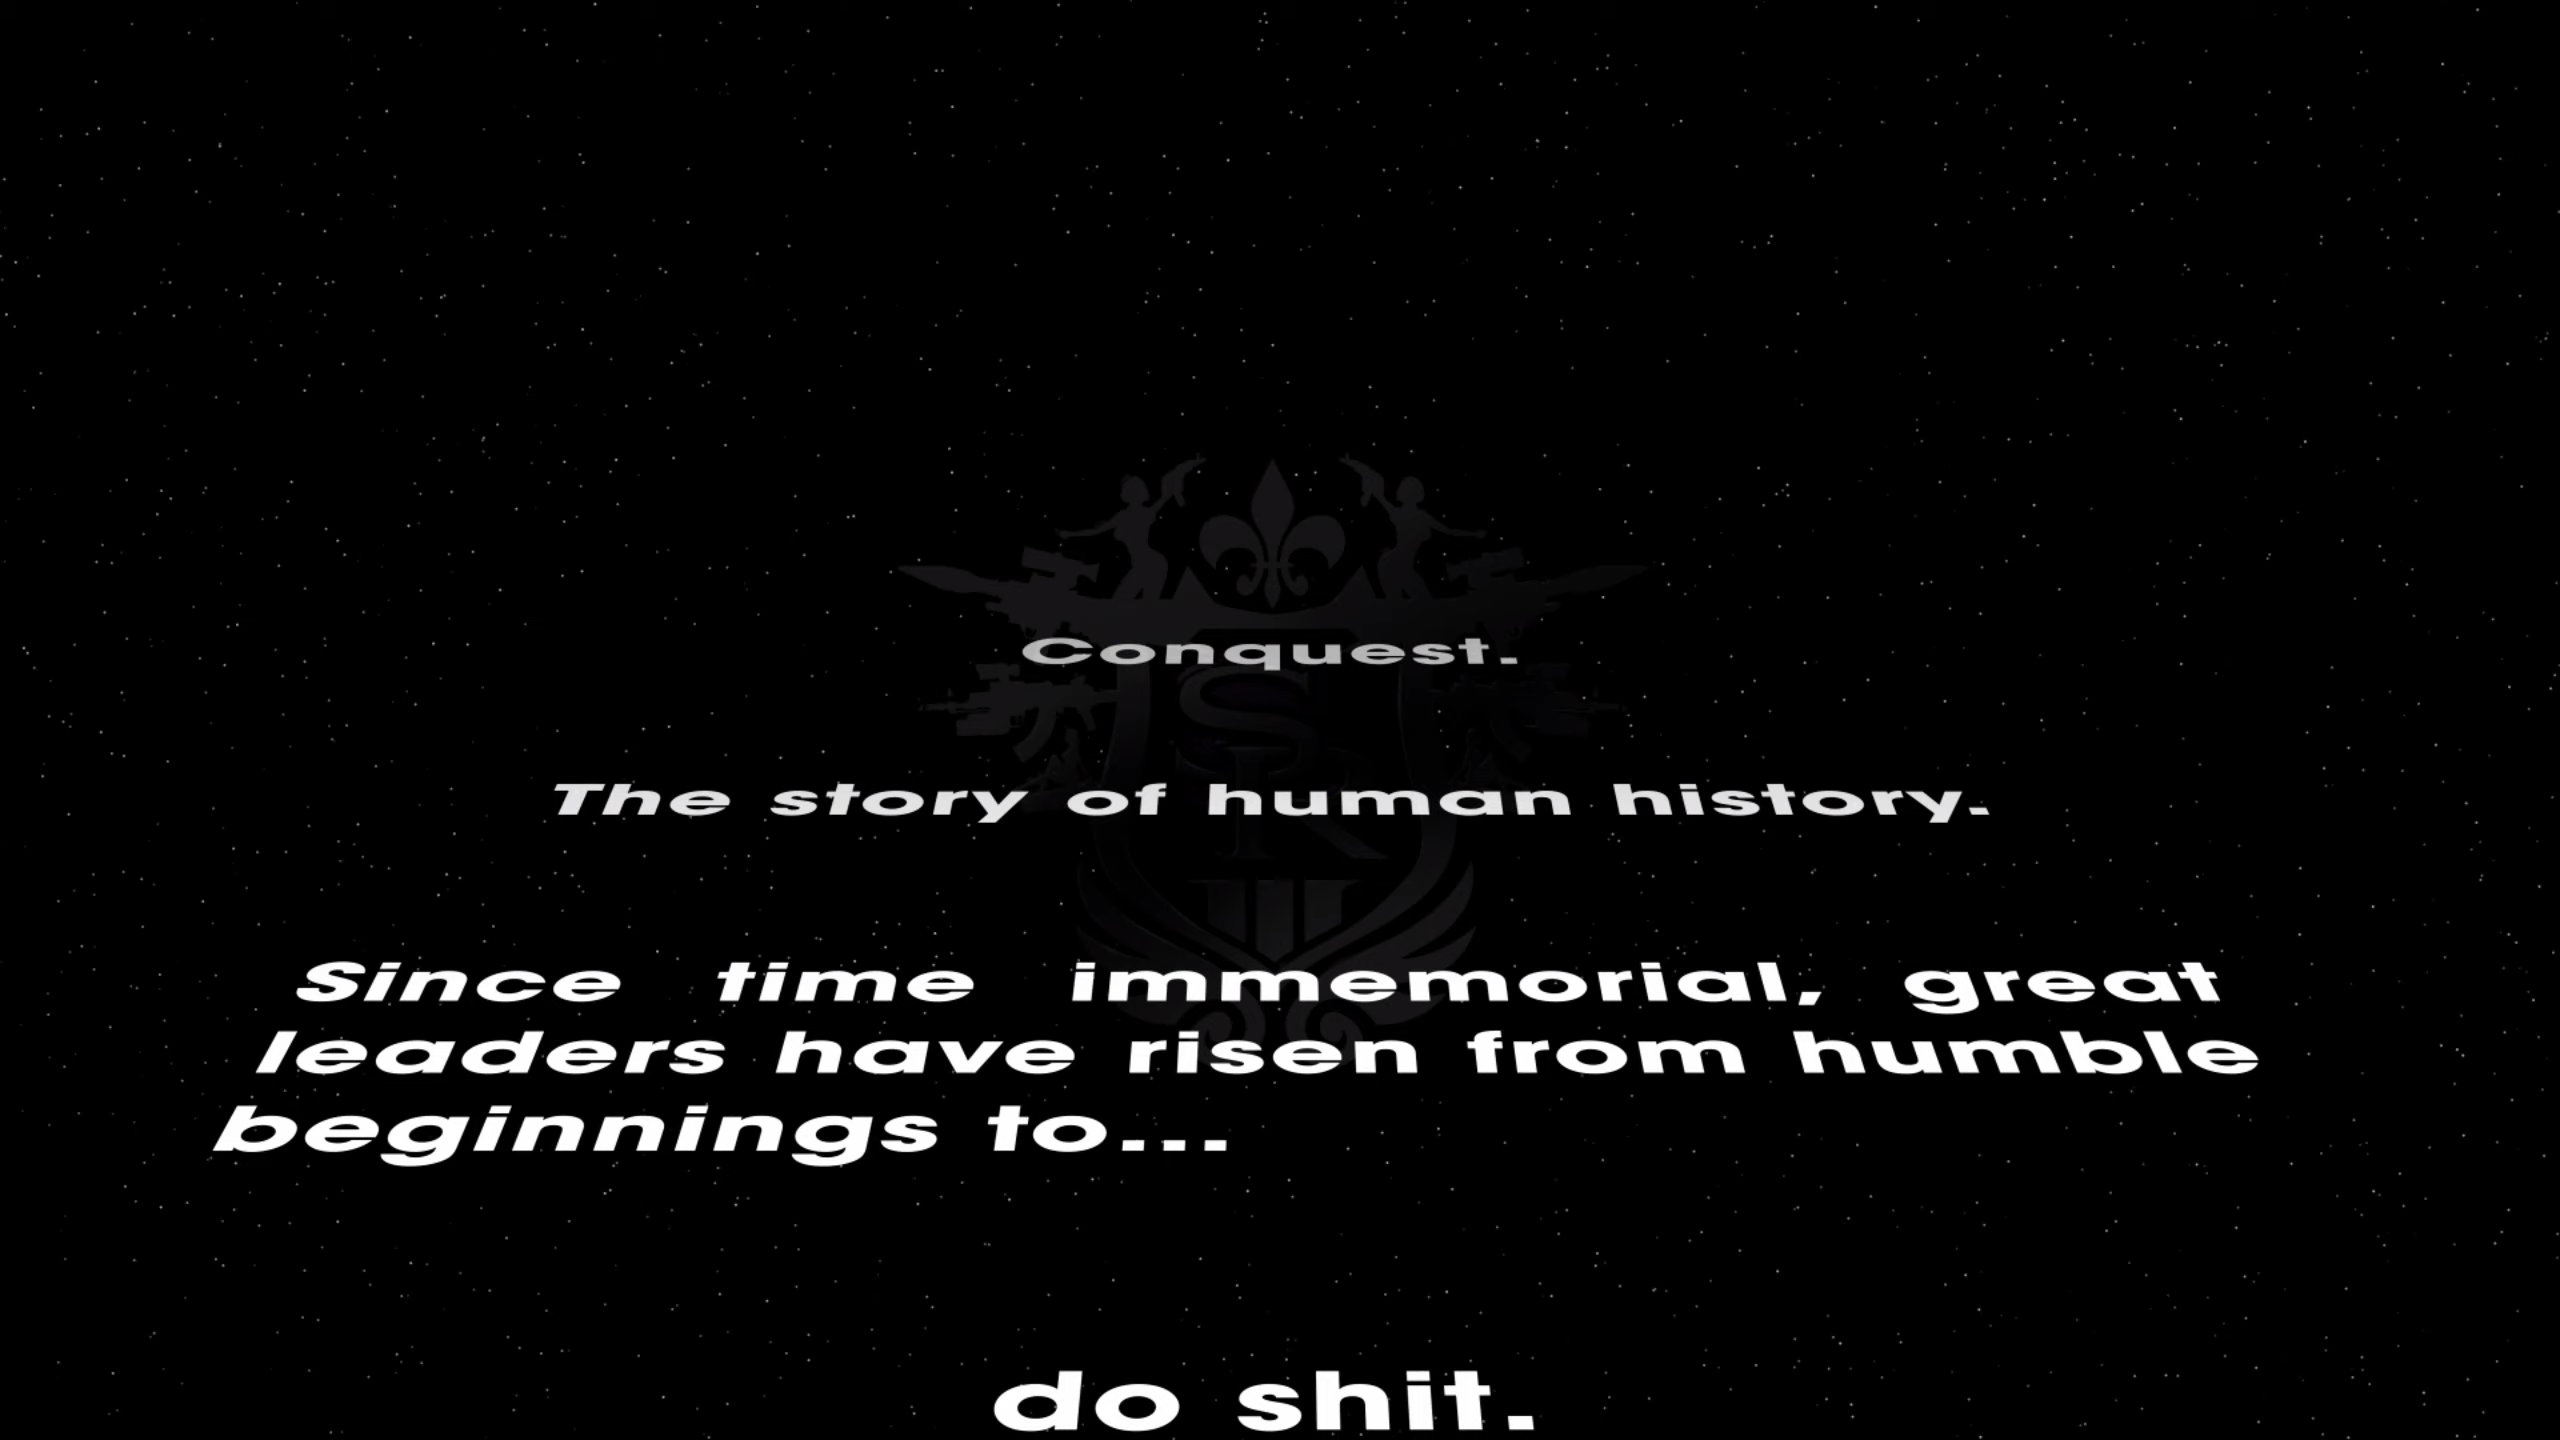 Conquest.
SR
The story of human history.
Since time immemorial, great
leaders have risen from humble
beginnings to...
do shit.